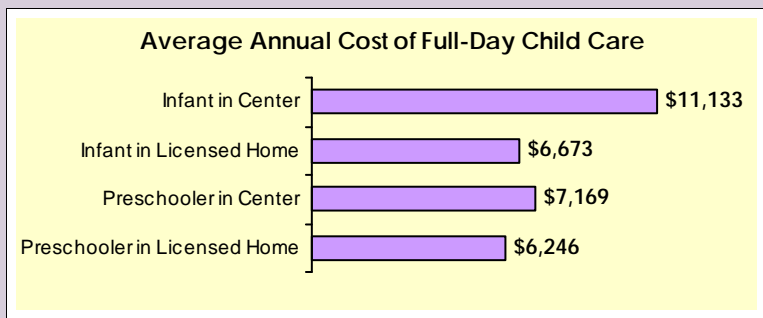 Average Annual Cost of Full-Day Child Care
Infant in Center $11,133
Infant in Licensed Home $6,673
Preschooler in Center $7,169
Preschooler in Licensed Home $6,246